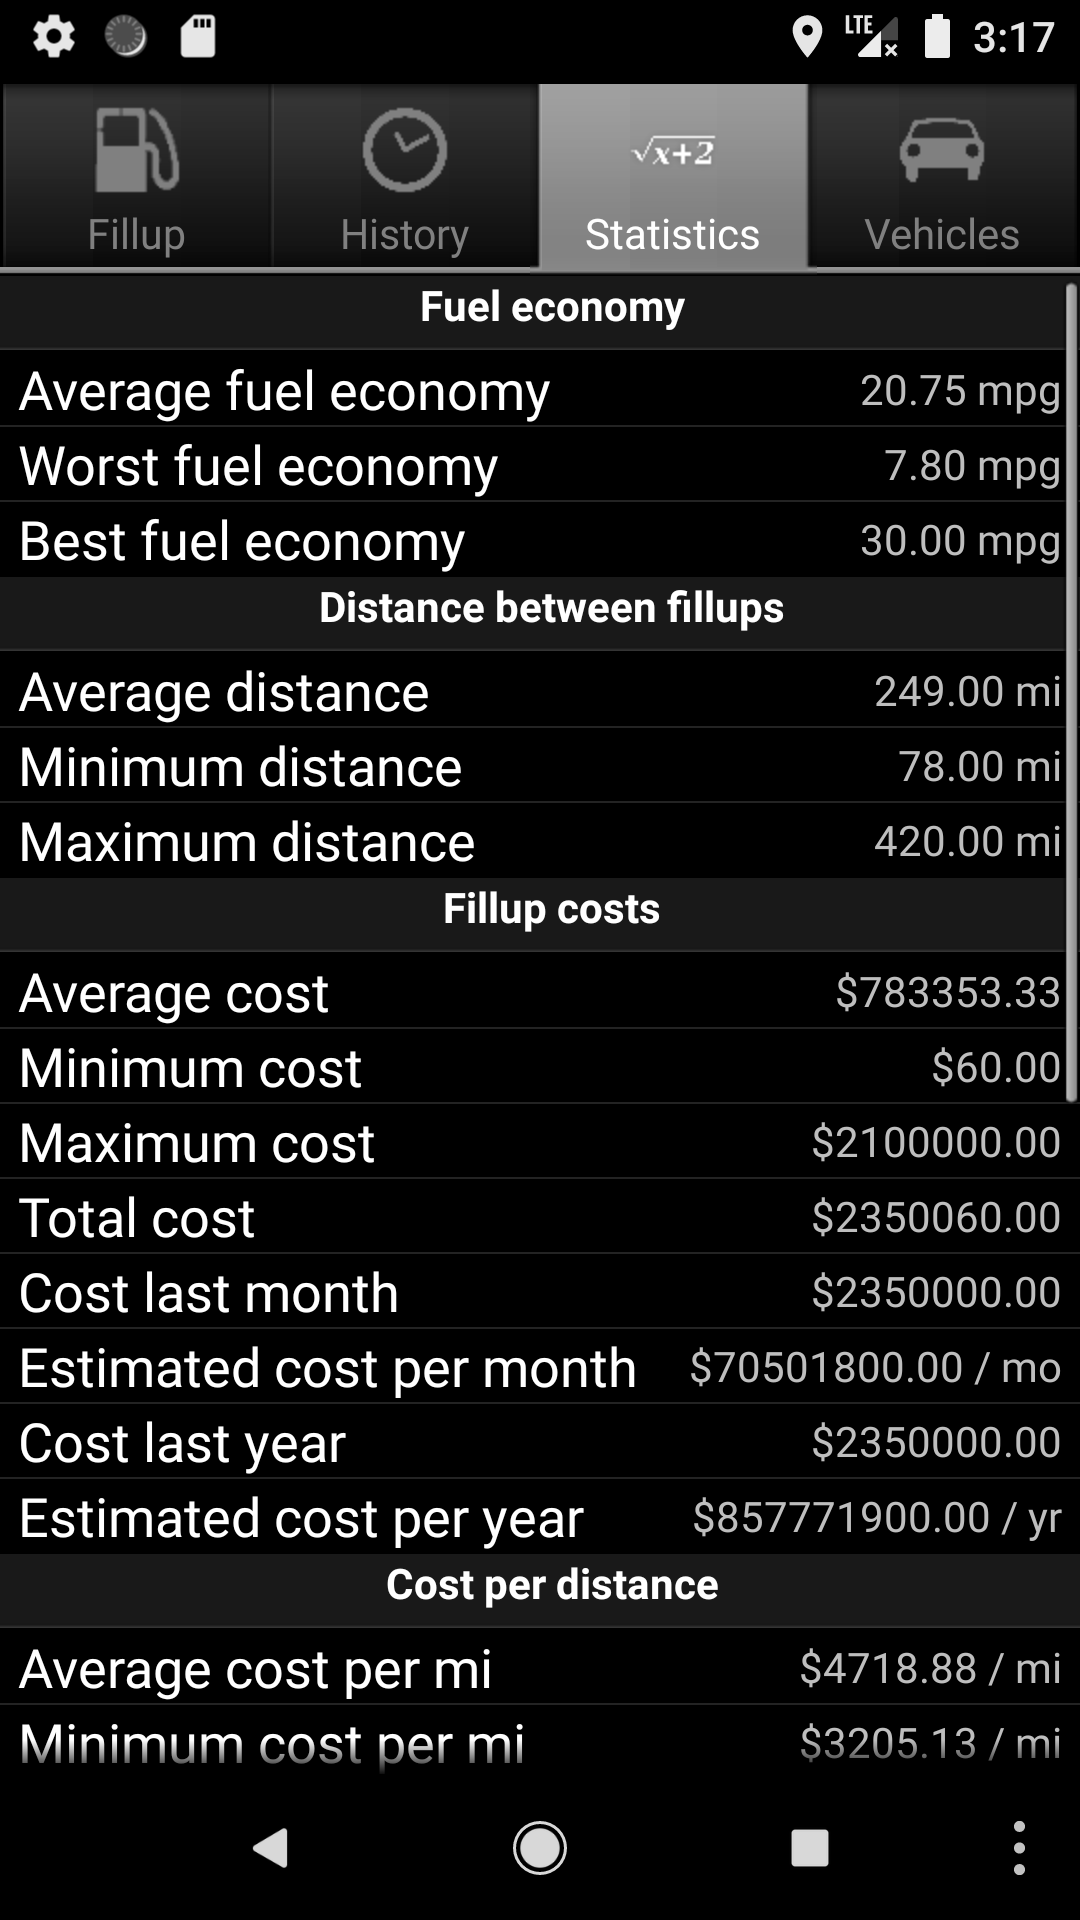 LTE 3:17
√x+2
Fillup History Statistics Vehicles
Fuel economy
Average fuel economy 20.75 mpg
Worst fuel economy 7.80 mpg
Best fuel economy 30.00 mpg
Distance between fillups
Average distance 249.00 mi
Minimum distance 78.00 mi
Maximum distance 420.00 mi
Fillup costs
Average cost $783353.33
Minimum cost $60.00
Maximum cost $2100000.00
Total cost $2350060.00
Cost last month $2350000.00
Estimated cost per month $70501800.00 / mo
Cost last year $2350000.00
Estimated cost per year $857771900.00 / yr
Cost per distance
Average cost per mi $4718.88 / mi
Minimum cost per mi $3205.13 / mi